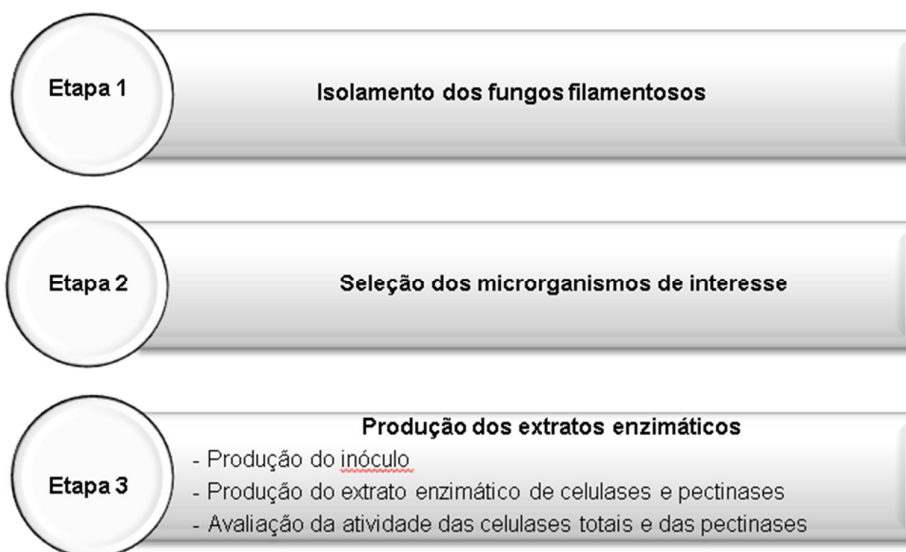 Etapa 1
Isolamento dos fungos filamentosos
Etapa 2
Seleção dos microrganismos de interesse
Etapa 3
Produção dos extratos enzimáticos
- Produção do inóculo
- Produção do extrato enzimático de celulases e pectinases
- Avaliação da atividade das celulases totais e das pectinases